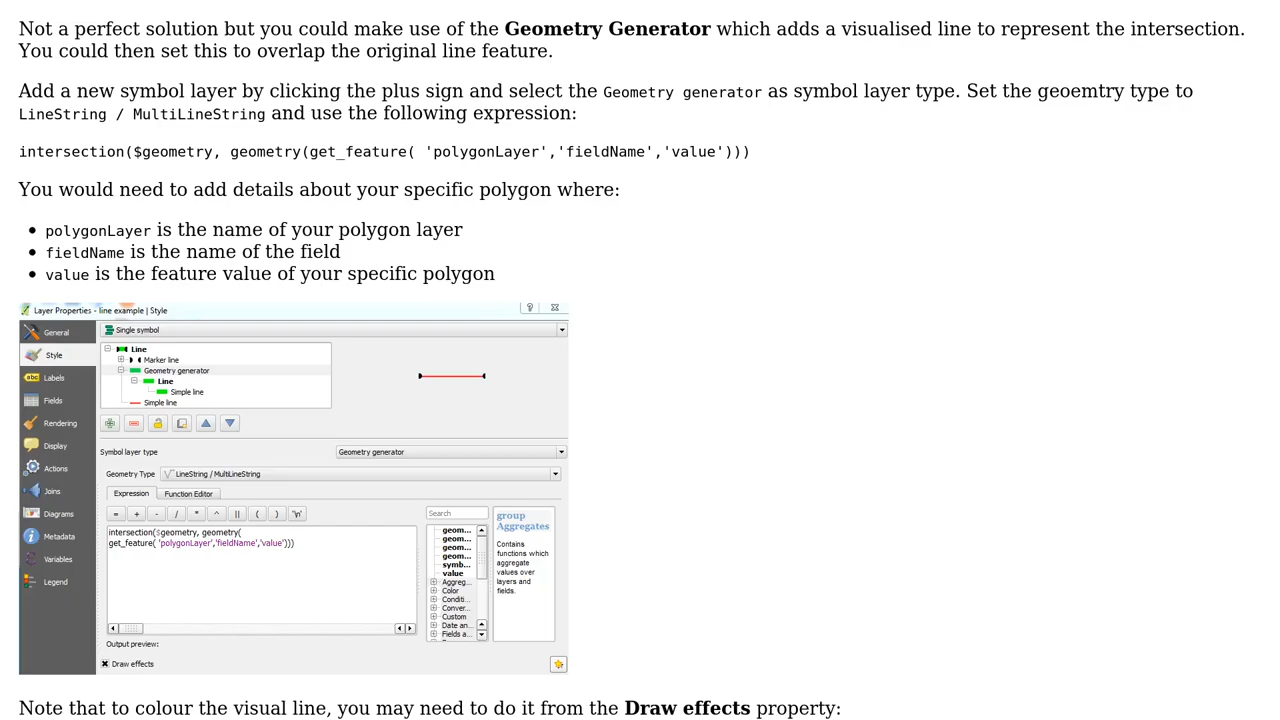 Not a perfect solution but you could make use of the Geometry Generator which adds a visualised line to represent the intersection.
You could then set this to overlap the original line feature.
Add a new symbol layer by clicking the plus sign and select the Geometry generator as symbol layer type. Set the geoemtry type to
LineString / MultiLineString and use the following expression:
intersection($geometry, geometry(get_feature( 'polygonLayer','fieldName','value')))
You would need to add details about your specific polygon where:
• polygonLayer is the name of your polygon layer
• fieldName is the name of the field
• value is the feature value of your specific polygon
Layer Properties - line example | Style
General
Style
Labels
Fields
Rendering
Display
Actions
Joins
Diagrams
Metadata
Variables
Legend
Single symbol
Line
Marker line
Geometry generator
Line
Simple line
Simple line
Symbol layer type
Geometry generator
Geometry Type
LineString / MultiLineString
Expression
Function Editor
= + - / * ^ || ( ) '\n'
intersection($geometry, geometry(
get_feature( 'polygonLayer','fieldName','value')))
Output preview:
Draw effects
Search
geom...
geom...
geom...
geom...
symb...
value
Aggreg...
Color
Conditi...
Conver...
Custom
Date an...
Fields a...
group
Aggregates
Contains
functions which
aggregate
values over
layers and
fields.
Note that to colour the visual line, you may need to do it from the Draw effects property: